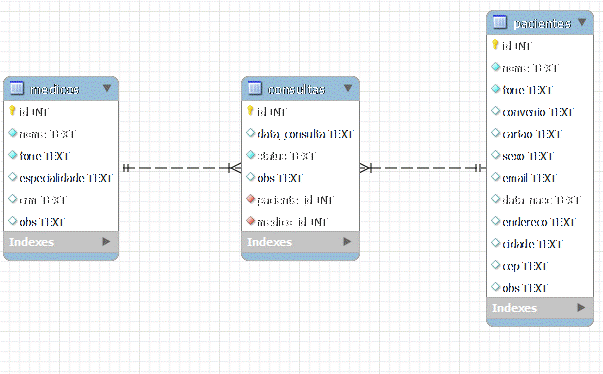 medicos
id INT
nome TEXT
fone TEXT
especialidade TEXT
crm TEXT
obs TEXT
Indexes
consultas
id INT
data_consulta TEXT
status TEXT
obs TEXT
paciente_id INT
medico_id INT
Indexes
pacientes
id INT
nome TEXT
fone TEXT
convenio TEXT
cartao TEXT
sexo TEXT
email TEXT
data_nasc TEXT
endereco TEXT
cidade TEXT
cep TEXT
obs TEXT
Indexes